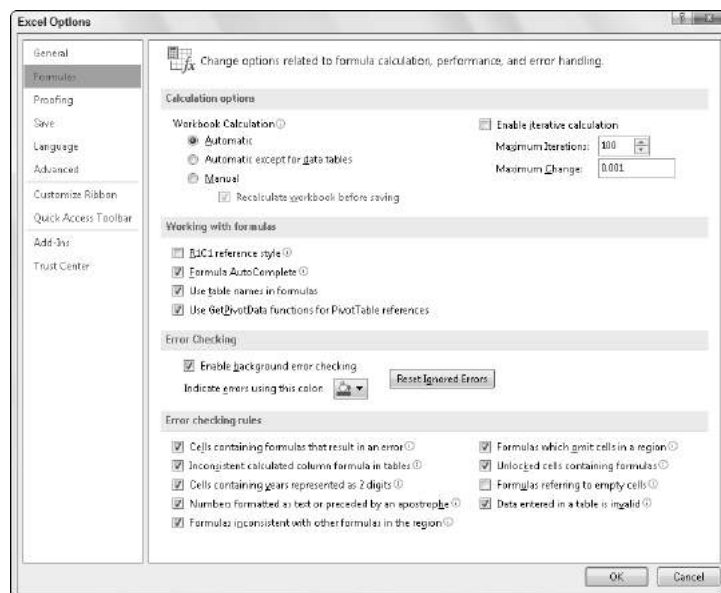 Excel Options
General
Formulas
Proofing
Save
Language
Advanced
Customize Ribbon
Quick Access Toolbar
Add-Ins
Trust Center
Change options related to formula calculation, performance, and error handling.
Calculation options
Workbook Calculation
Automatic
Automatic except for data tables
Manual
Recalculate workbook before saving
Enable iterative calculation
Maximum Iterations: 100
Maximum Change: 0.001
Working with formulas
R1C1 reference style
Formula AutoComplete
Use table names in formulas
Use GetPivotData functions for PivotTable references
Error Checking
Enable background error checking
Indicate errors using this color:
Reset Ignored Errors
Error checking rules
Cells containing formulas that result in an error
Inconsistent calculated column formula in tables
Cells containing years represented as 2 digits
Numbers formatted as text or preceded by an apostrophe
Formulas inconsistent with other formulas in the region
Formulas which omit cells in a region
Unlocked cells containing formulas
Formulas referring to empty cells
Data entered in a table is invalid
OK
Cancel